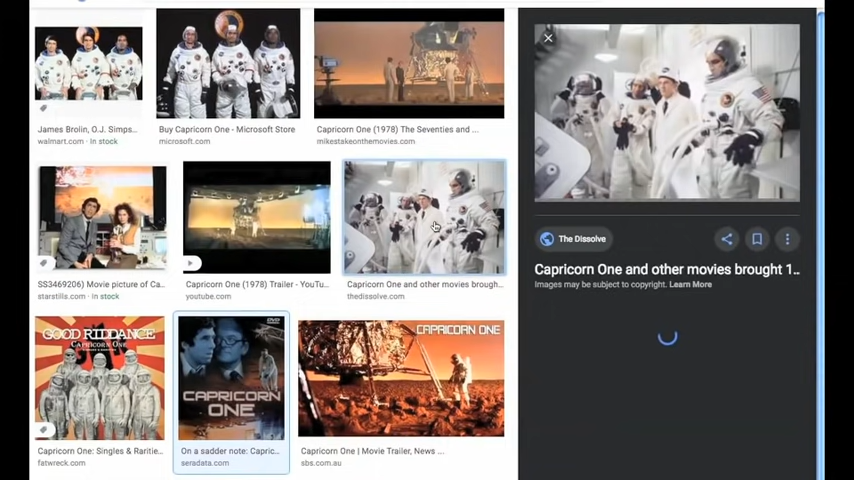 James Brolin, O.J. Simps...
walmart.com · In stock
Buy Capricorn One - Microsoft Store
microsoft.com
Capricorn One (1978) The Seventies and ...
mikestakeonthemovies.com
SS3469206) Movie picture of Ca...
starstills.com · In stock
Capricorn One (1978) Trailer - YouTu...
youtube.com
Capricorn One and other movies brough...
thedissolve.com
GOOD RIDDANCE
CAPRICORN ONE
Capricorn One: Singles & Raritie...
fatwreck.com
DVD
CAPRICORN
ONE
On a sadder note: Capric...
seradata.com
CAPRICORN ONE
Capricorn One | Movie Trailer, News ...
sbs.com.au
The Dissolve
Capricorn One and other movies brought 1...
Images may be subject to copyright. Learn More